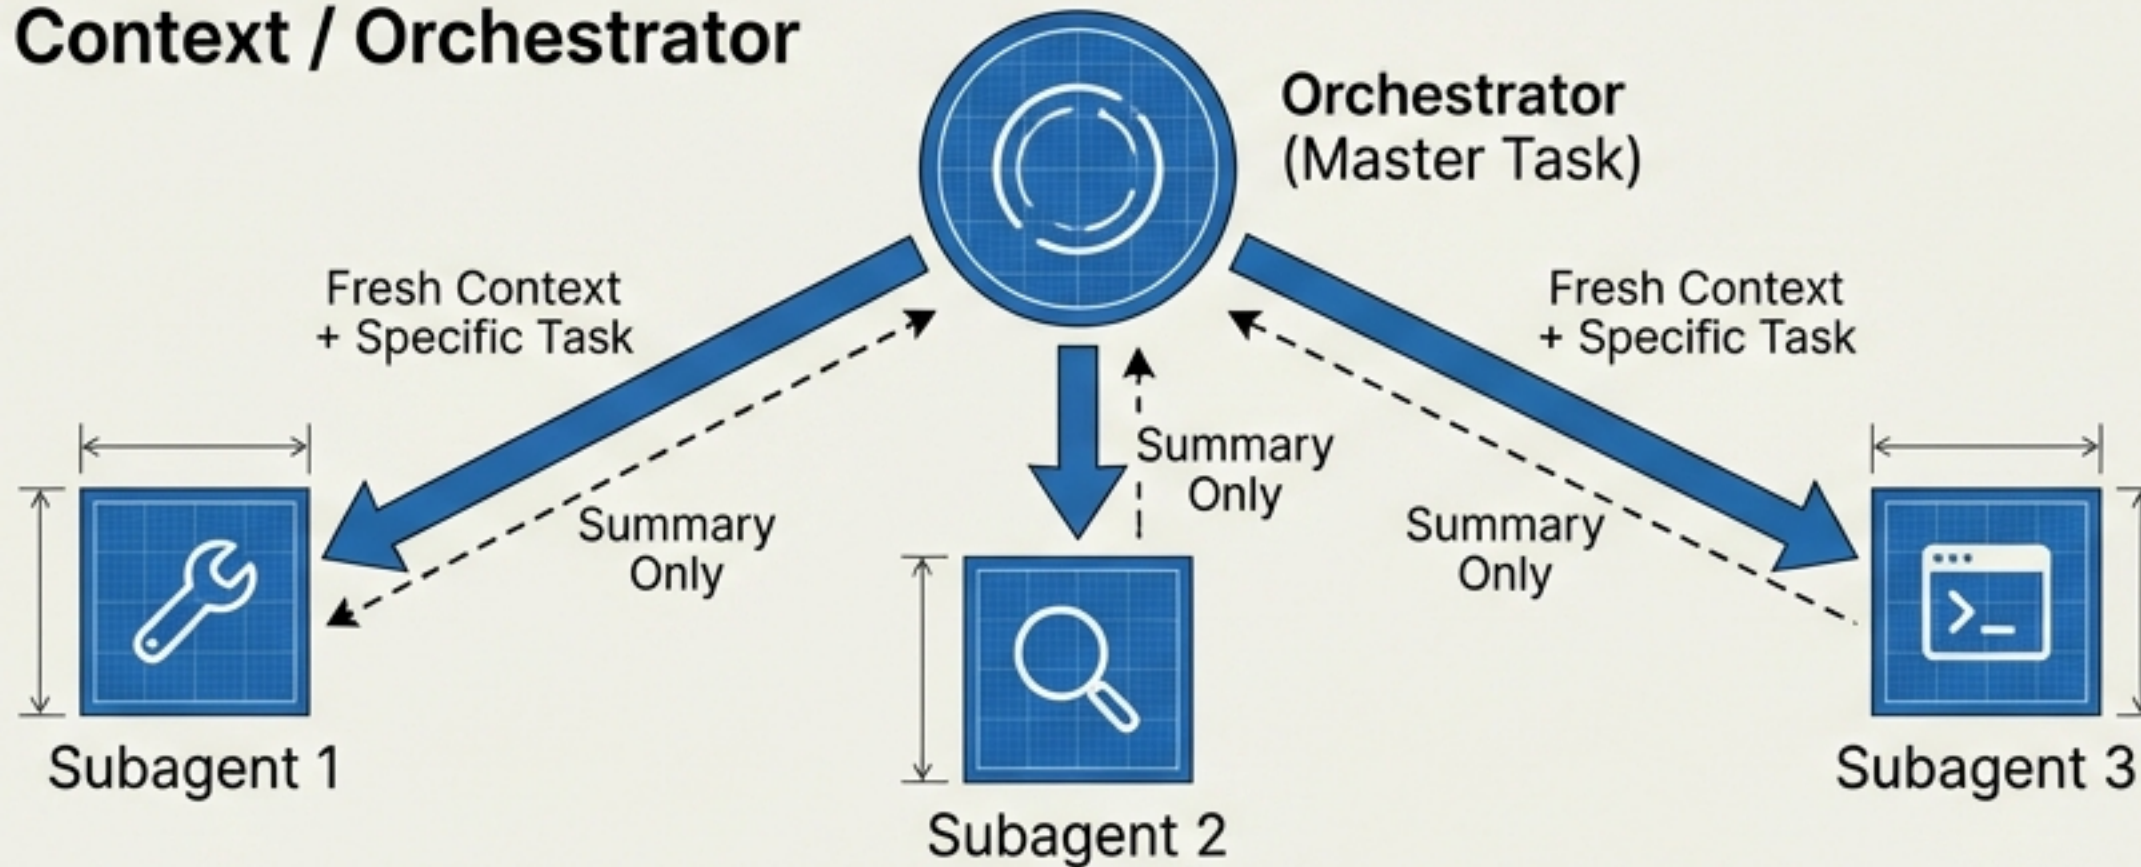 Context / Orchestrator
Orchestrator
(Master Task)
Fresh Context
+ Specific Task
Fresh Context
+ Specific Task
Summary
Only
Summary
Only
Summary
Only
Subagent 1
Subagent 2
Subagent 3